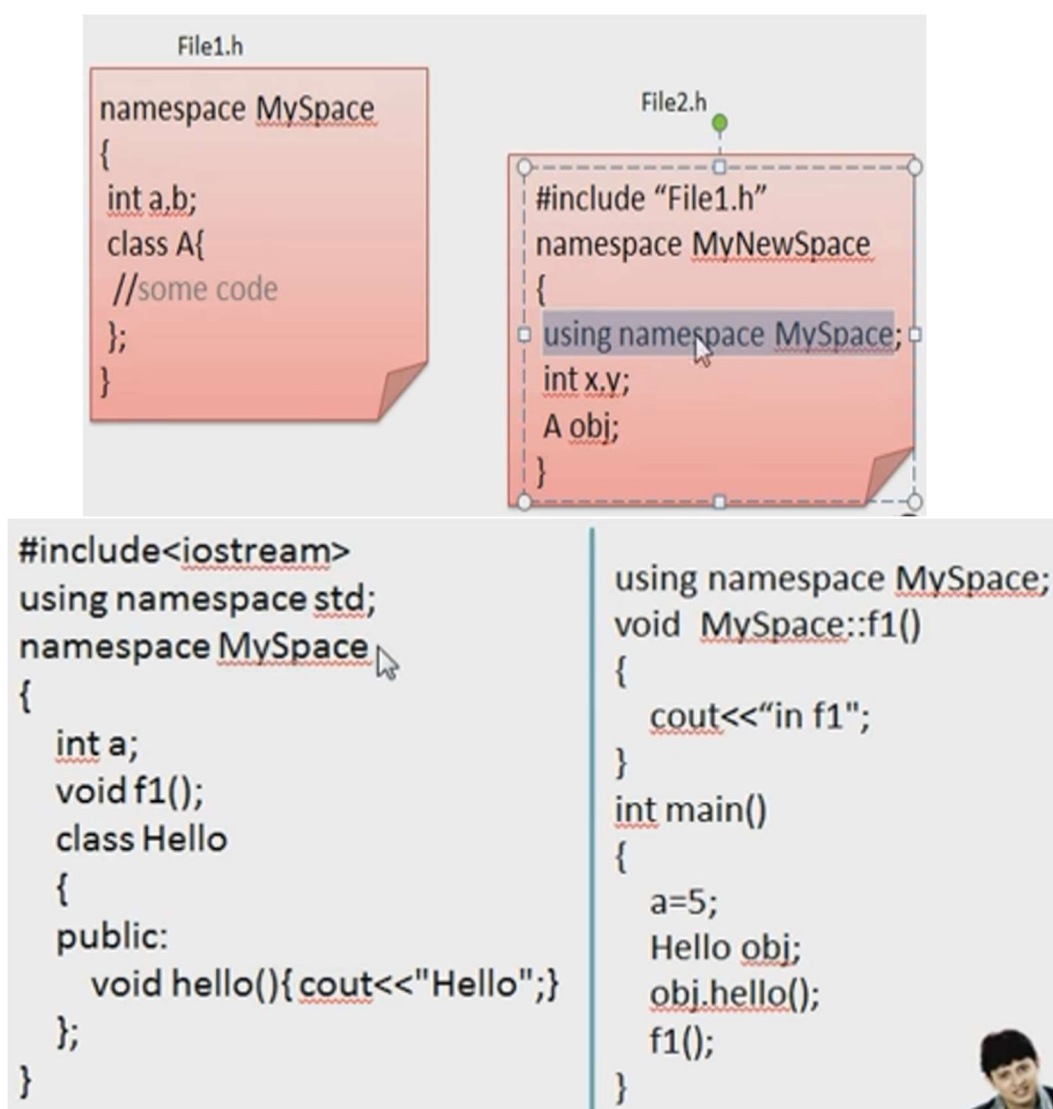 File1.h
namespace MySpace
{
int a,b;
class A{
//some code
};
}
File2.h
#include “File1.h”
namespace MyNewSpace
{
using namespace MySpace;
int x,y;
A obj;
}
#include<iostream>
using namespace std;
namespace MySpace
{
int a;
void f1();
class Hello
{
public:
void hello(){ cout<<"Hello";}
};
}
using namespace MySpace;
void MySpace::f1()
{
cout<<“in f1";
}
int main()
{
a=5;
Hello obj;
obj.hello();
f1();
}